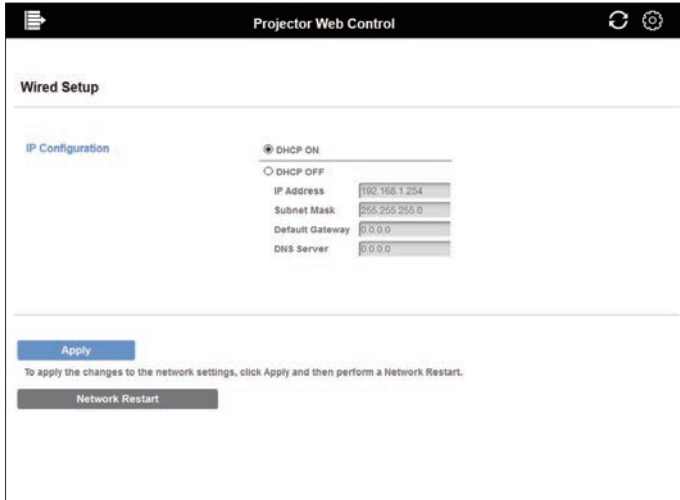 Projector Web Control
Wired Setup
IP Configuration
DHCP ON
DHCP OFF
IP Address 192.168.1.254
Subnet Mask 255.255.255.0
Default Gateway 0.0.0.0
DNS Server 0.0.0.0
Apply
To apply the changes to the network settings, click Apply and then perform a Network Restart.
Network Restart